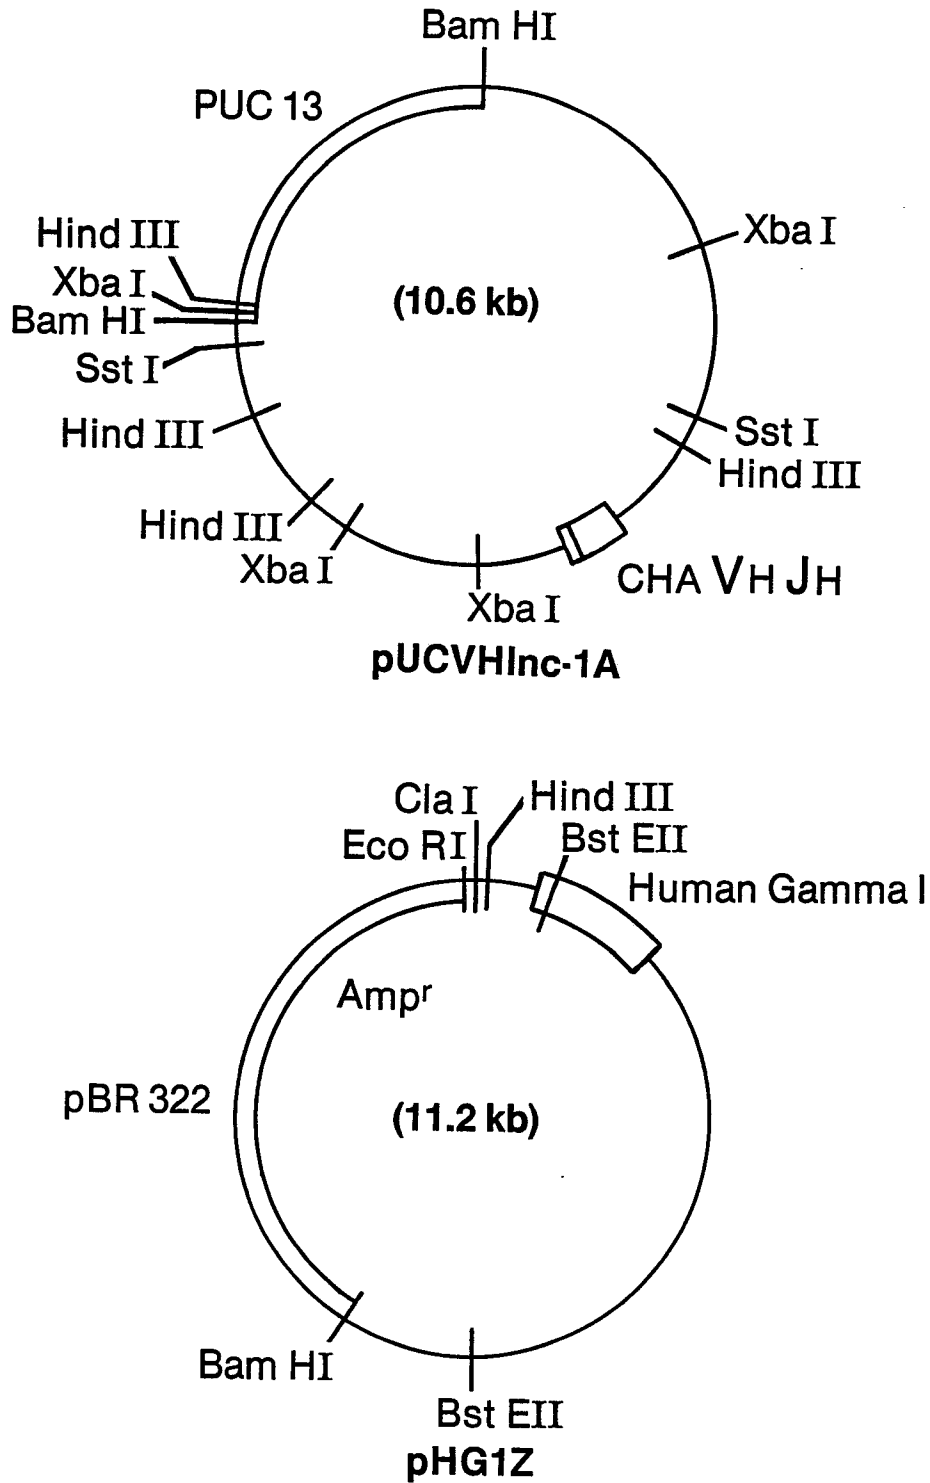 Bam HI
PUC 13
Hind III
Xba I
Xba I
(10.6 kb)
Bam HI
Sst I
Hind III
Sst I
Hind III
Hind III
Xba I
CHA VH JH
Xba I
pUCVHInc-1A
Cla I
Hind III
Eco RI
Bst EII
Human Gamma I
Ampʳ
pBR 322
(11.2 kb)
Bam HI
Bst EII
pHG1Z